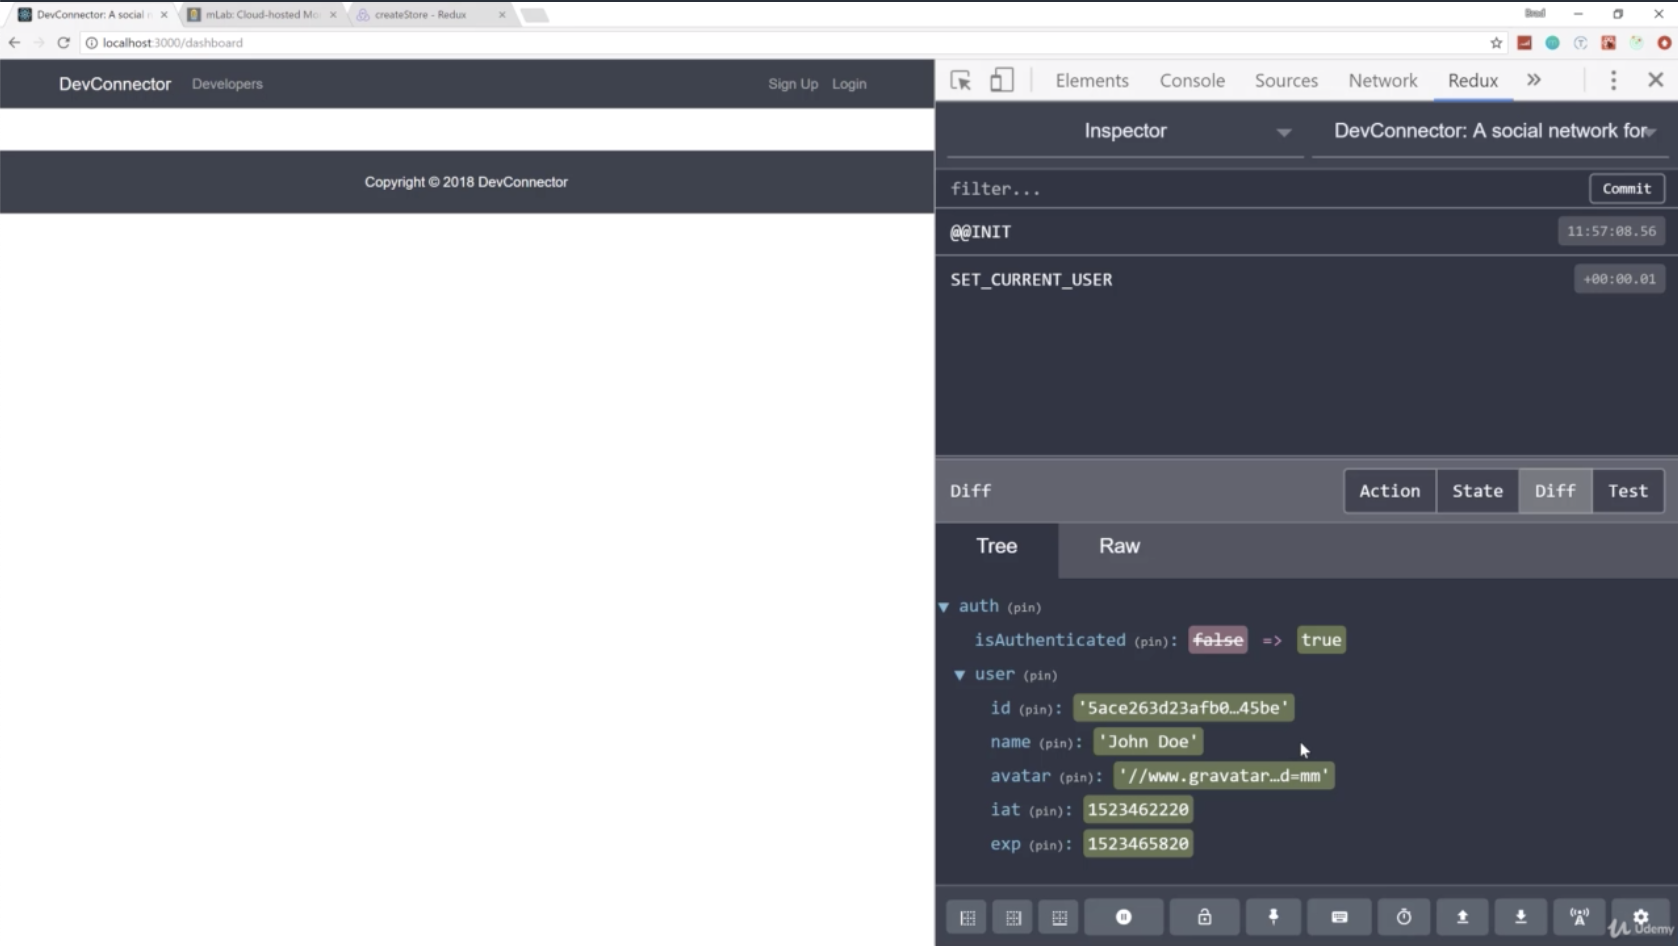 DevConnector: A social n
mLab: Cloud-hosted Mo
createStore - Redux
localhost:3000/dashboard
DevConnector Developers Sign Up Login
Copyright © 2018 DevConnector
Elements Console Sources Network Redux »
Inspector DevConnector: A social network for
filter... Commit
@@INIT 11:57:08.56
SET_CURRENT_USER +00:00.01
Diff Action State Diff Test
Tree Raw
auth (pin)
isAuthenticated (pin): false => true
user (pin)
id (pin): '5ace263d23afb0…45be'
name (pin): 'John Doe'
avatar (pin): '//www.gravatar…d=mm'
iat (pin): 1523462220
exp (pin): 1523465820
Udemy